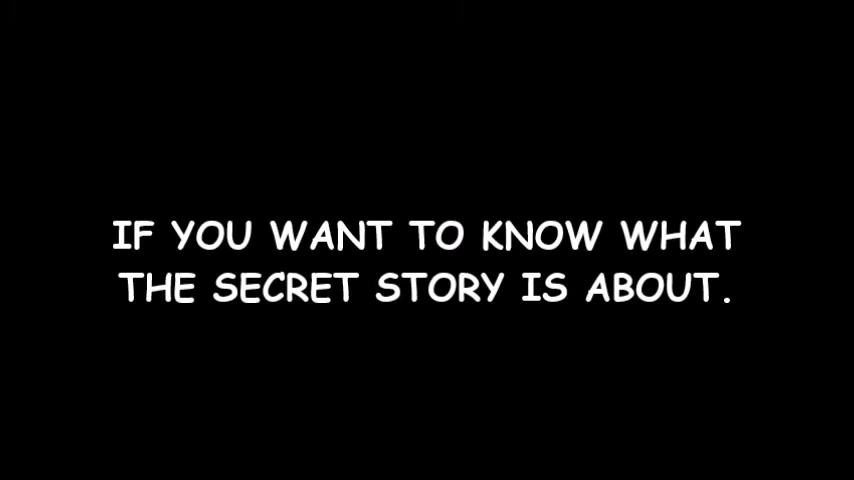 IF YOU WANT TO KNOW WHAT
THE SECRET STORY IS ABOUT.